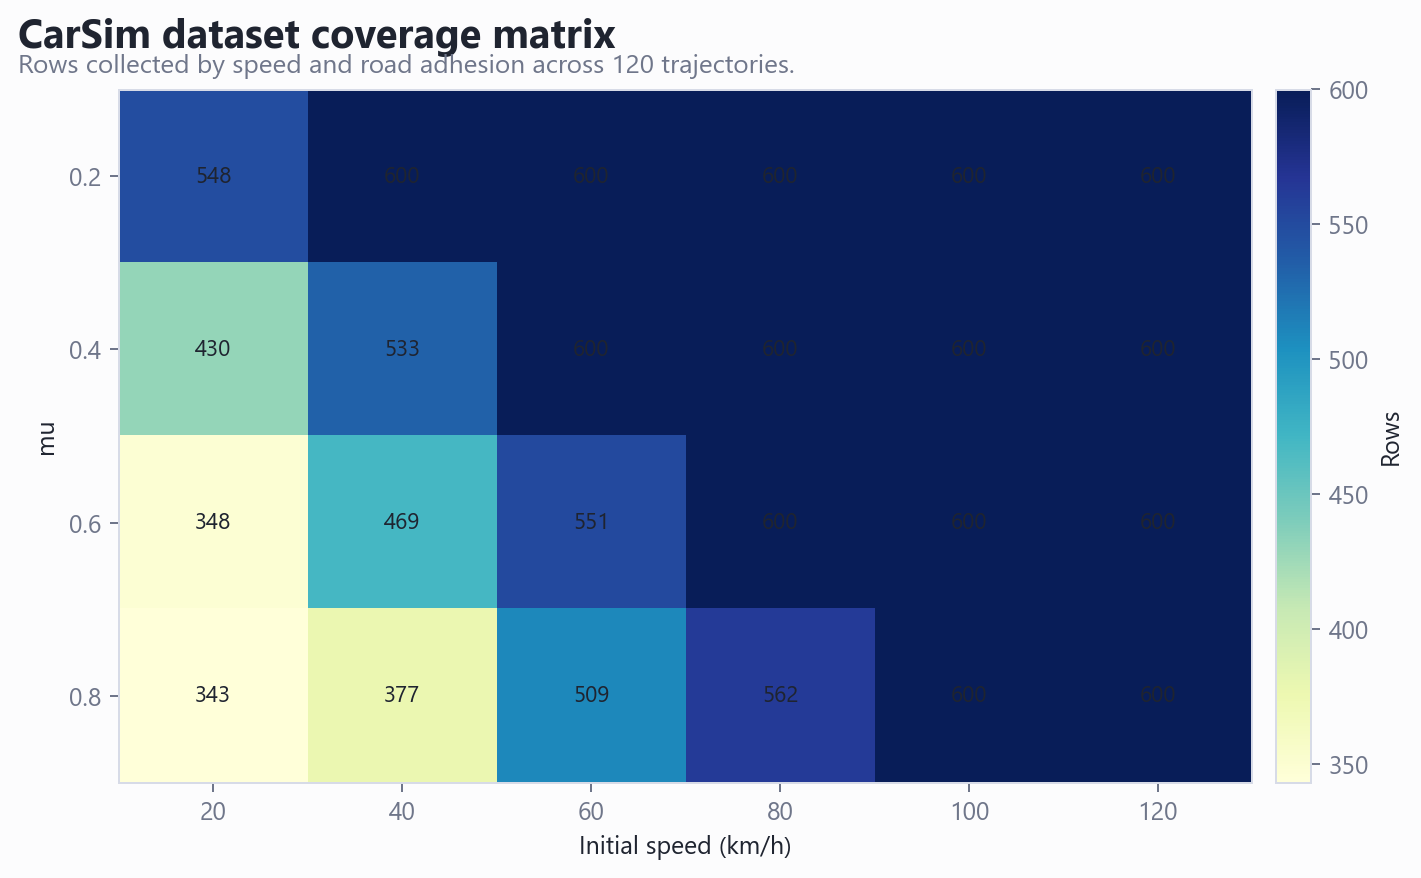 CarSim dataset coverage matrix
Rows collected by speed and road adhesion across 120 trajectories.
600
0.2 548 600 600 600 600 600
550
0.4 430 533 600 600 600 600
500
mu
Rows
450
0.6 348 469 551 600 600 600
400
0.8 343 377 509 562 600 600
350
20 40 60 80 100 120
Initial speed (km/h)